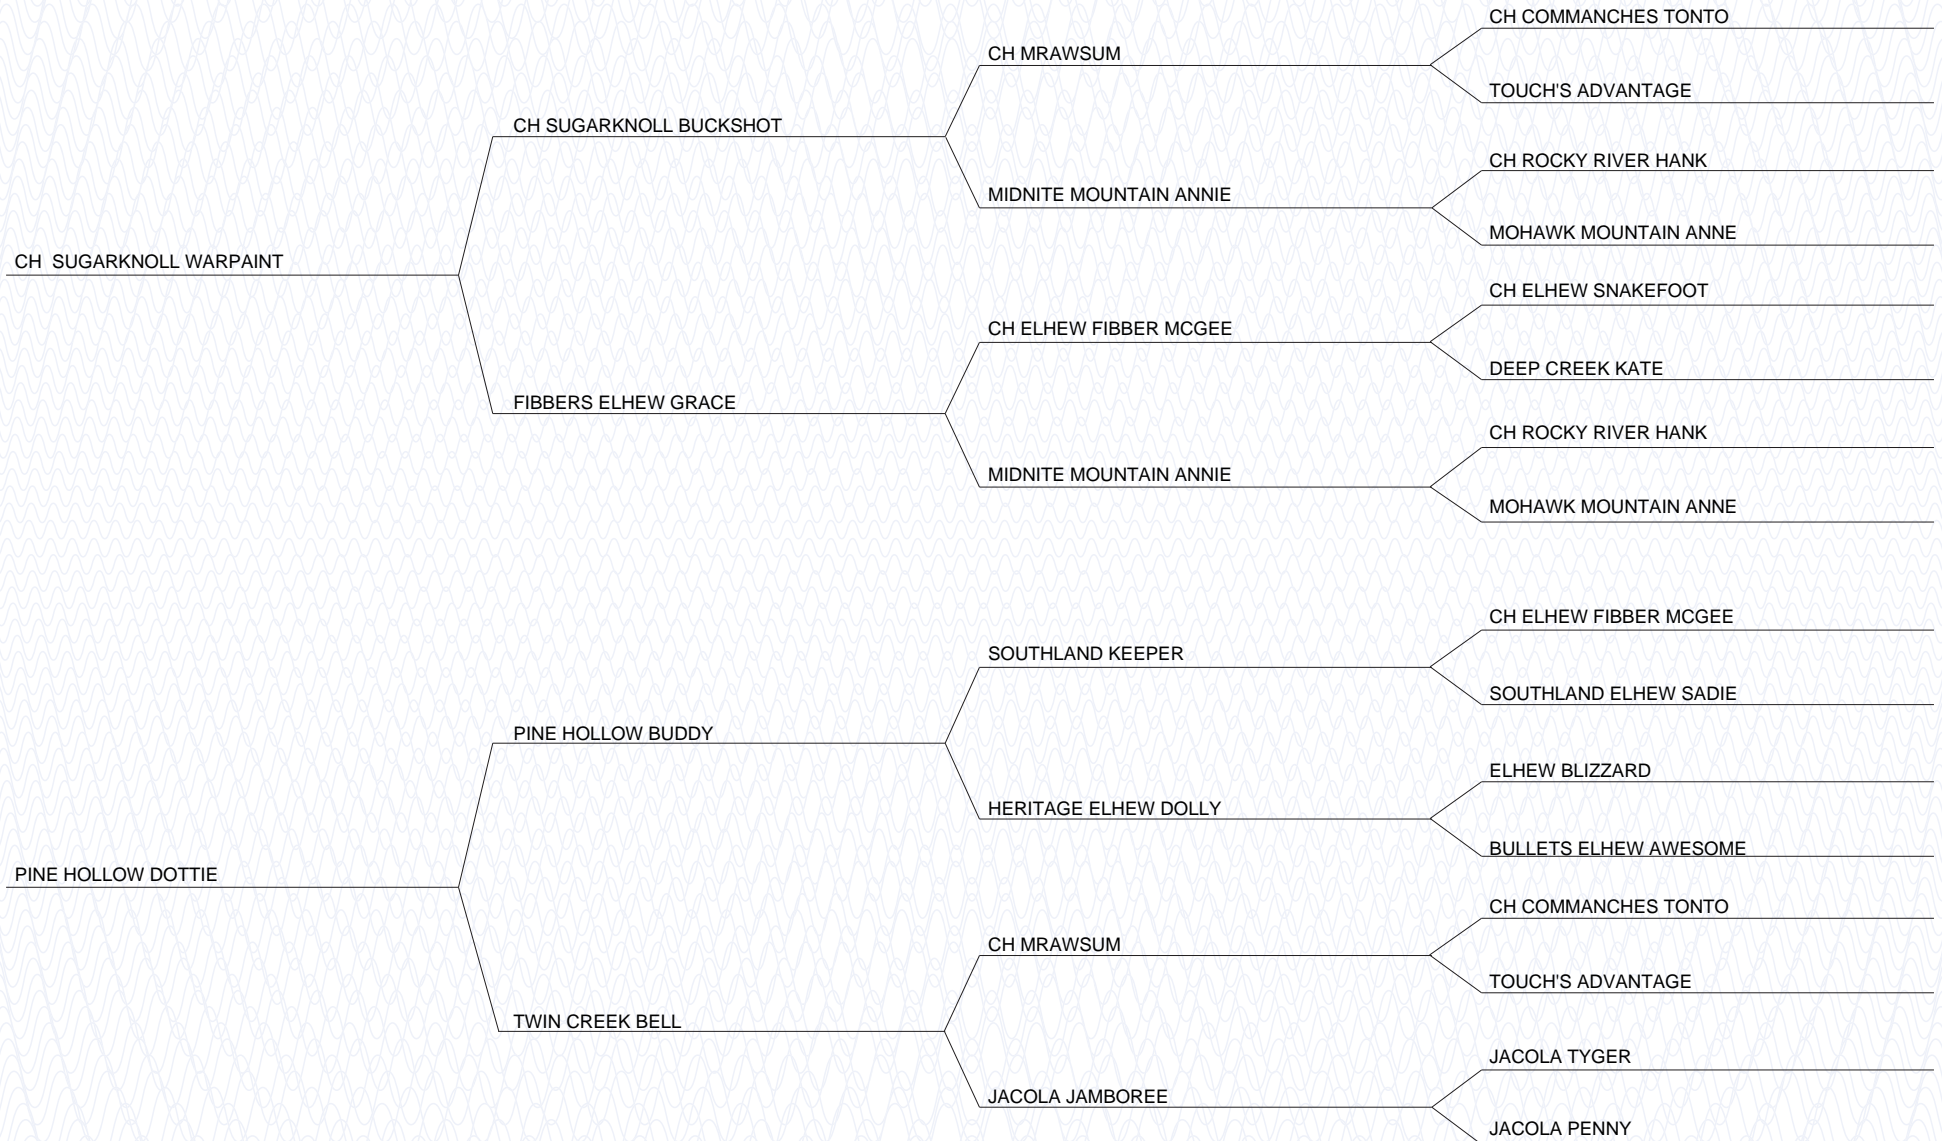 CH COMMANCHES TONTO
CH MRAWSUM
TOUCH'S ADVANTAGE
CH SUGARKNOLL BUCKSHOT
CH ROCKY RIVER HANK
MIDNITE MOUNTAIN ANNIE
MOHAWK MOUNTAIN ANNE
CH  SUGARKNOLL WARPAINT
CH ELHEW SNAKEFOOT
CH ELHEW FIBBER MCGEE
DEEP CREEK KATE
FIBBERS ELHEW GRACE
CH ROCKY RIVER HANK
MIDNITE MOUNTAIN ANNIE
MOHAWK MOUNTAIN ANNE
CH ELHEW FIBBER MCGEE
SOUTHLAND KEEPER
SOUTHLAND ELHEW SADIE
PINE HOLLOW BUDDY
ELHEW BLIZZARD
HERITAGE ELHEW DOLLY
BULLETS ELHEW AWESOME
PINE HOLLOW DOTTIE
CH COMMANCHES TONTO
CH MRAWSUM
TOUCH'S ADVANTAGE
TWIN CREEK BELL
JACOLA TYGER
JACOLA JAMBOREE
JACOLA PENNY